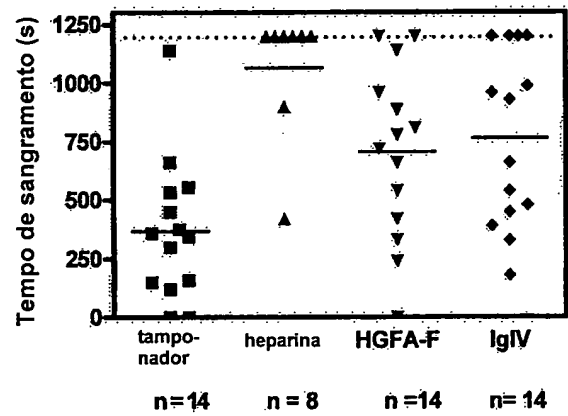 Tempo de sangramento (s)
1250
1000
750
500
250
0
tampo-
nador
heparina
HGFA-F
IgIV
n=14
n = 8
n =14
n= 14